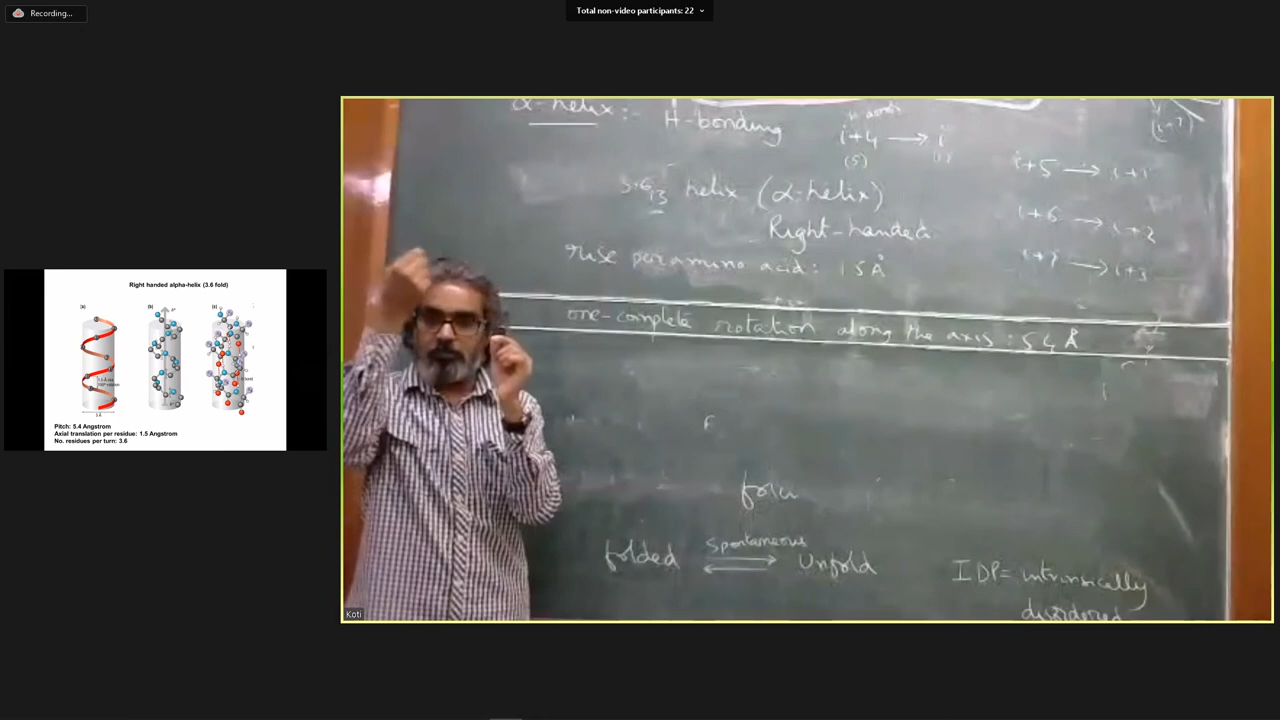 Recording...
Total non-video participants: 22
Right handed alpha-helix (3.6 fold)
(a) (b) (c)
Pitch: 5.4 Angstrom
Axial translation per residue: 1.5 Angstrom
No. residues per turn: 3.6
α-helix:- H-bonding i+4 → i
(5)
i+5 → i+1
3.6 13 helix (α-helix)
i+6 → i+2
Right-handed
rise per amino acid: 1.5 Å
i+7 → i+3
one-complete rotation along the axis: 5.4 Å
folded Spontaneous Unfold
IDP= intrinsically
disordered
Koti